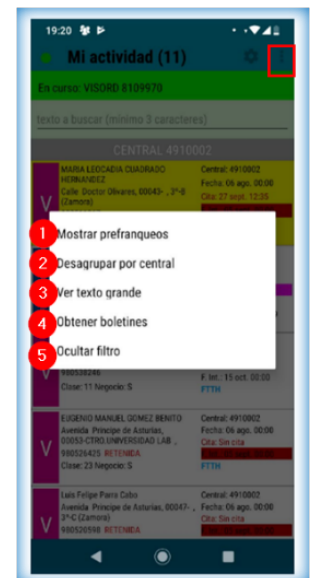 19:20
Mi actividad (11)
En curso: VISORD 8109970
texto a buscar (mínimo 3 caracteres)
CENTRAL 4910002
MARIA LEOCADIA CUADRADO
HERNANDEZ
Calle Doctor Olivares, 00043- , 3º-B
(Zamora)
Central: 4910002
Fecha: 06 ago. 00:00
Cita: 27 sept. 12:35
V
1 Mostrar prefranqueos
2 Desagrupar por central
3 Ver texto grande
4 Obtener boletines
5 Ocultar filtro
980538246
Clase: 11 Negocio: S
F. Int.: 15 oct. 00:00
FTTH
EUGENIO MANUEL GOMEZ BENITO
Avenida Principe de Asturias,
00053-CTRO.UNIVERSIDAD LAB ,
980526425 RETENIDA
Clase: 23 Negocio: S
V
Central: 4910002
Fecha: 06 ago. 00:00
Cita: Sin cita
FTTH
Luis Felipe Parra Cabo
Avenida Principe de Asturias, 00047- ,
3º-C (Zamora)
980520598 RETENIDA
V
Central: 4910002
Fecha: 06 ago. 00:00
Cita: Sin cita